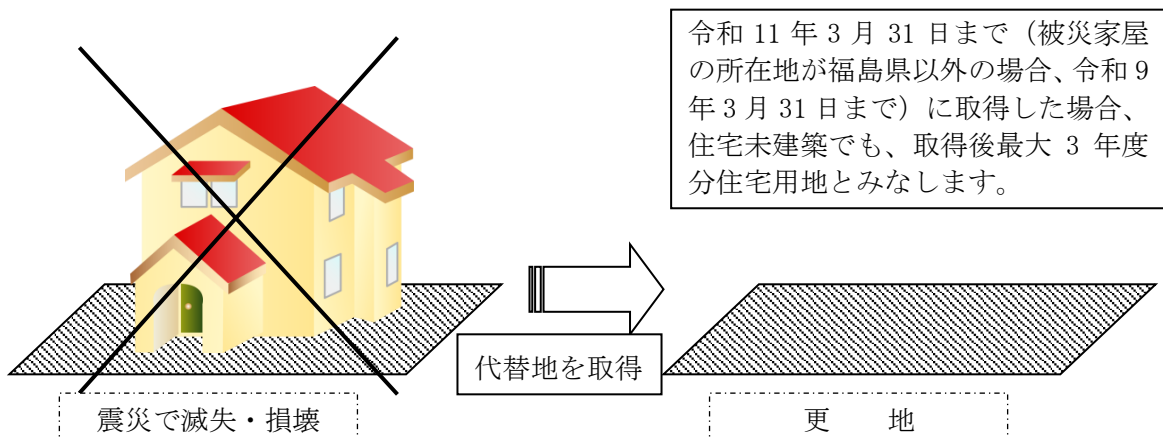 令和 11 年 3 月 31 日まで（被災家屋
の所在地が福島県以外の場合、令和 9
年 3 月 31 日まで）に取得した場合、
住宅未建築でも、取得後最大 3 年度
分住宅用地とみなします。
代替地を取得
震災で滅失・損壊
更 地